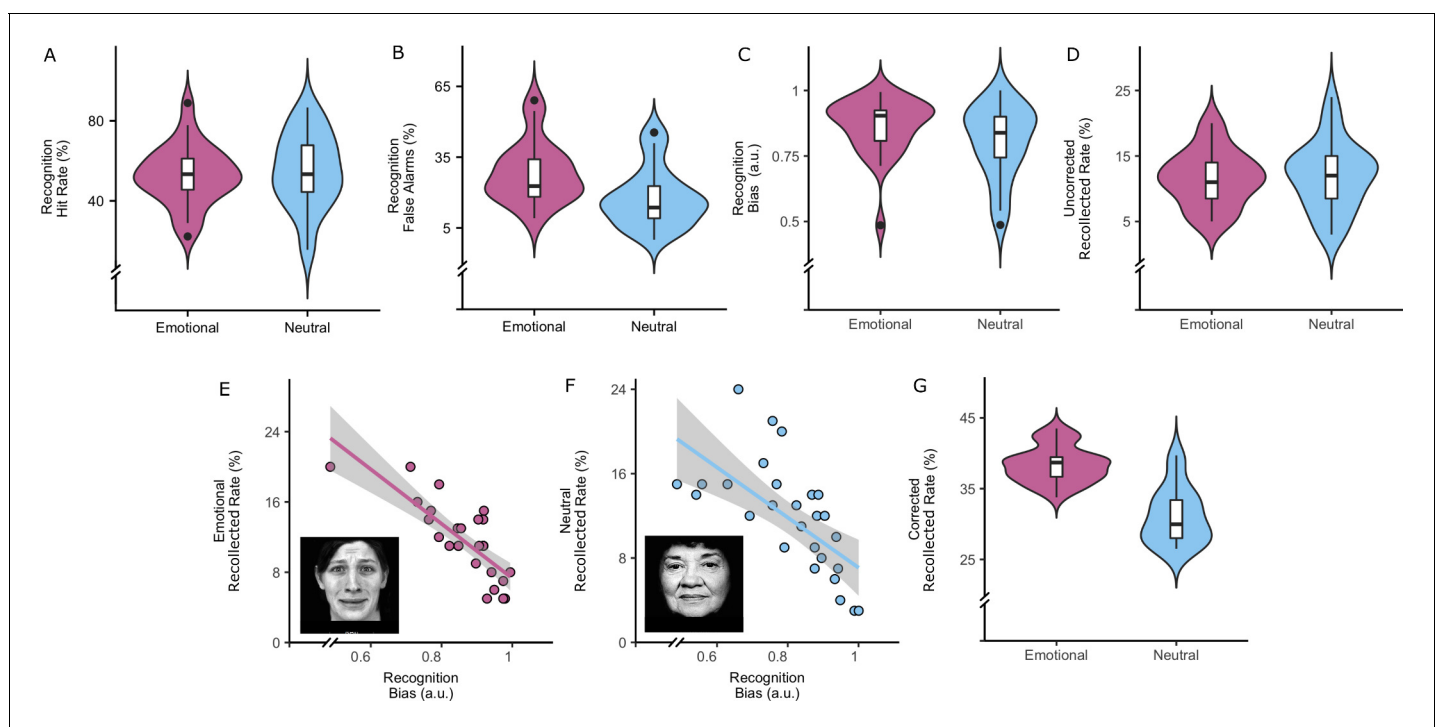 A
Recognition
Hit Rate (%)
80
40
Emotional
Neutral
B
Recognition
False Alarms (%)
65
35
5
Emotional
Neutral
C
Recognition
Bias (a.u.)
1
0.75
0.5
Emotional
Neutral
D
Uncorrected
Recollected Rate (%)
25
15
5
Emotional
Neutral
E
Emotional
Recollected Rate (%)
24
16
8
0
0.6
0.8
1
Recognition
Bias (a.u.)
F
Neutral
Recollected Rate (%)
24
16
8
0
0.6
0.8
1
Recognition
Bias (a.u.)
G
Corrected
Recollected Rate (%)
45
35
25
Emotional
Neutral